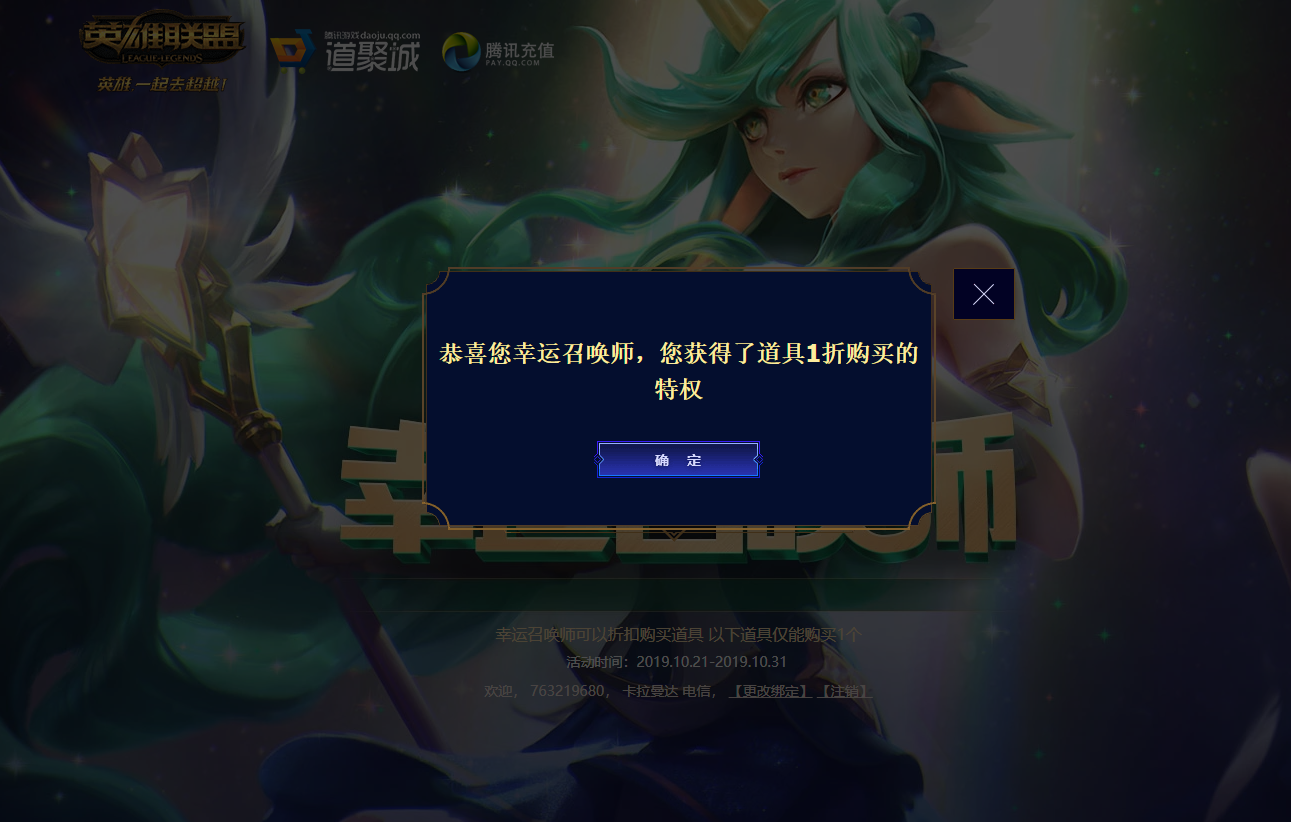 英雄联盟
LEAGUE·LEGENDS
英雄 一起去超越!
腾讯游戏daoju.qq.com
道聚城
腾讯充值
PAY.QQ.COM
恭喜您幸运召唤师，您获得了道具1折购买的
特权
确 定
幸运召唤师
幸运召唤师可以折扣购买道具 以下道具仅能购买1个
活动时间：2019.10.21-2019.10.31
欢迎， 763219680， 卡拉曼达 电信， 【更改绑定】 【注销】